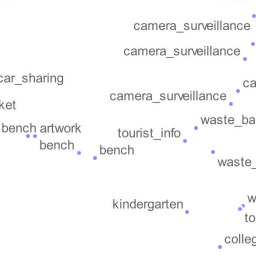 camera_surveillance
camera_surveillance
car_sharing
ca
camera_surveillance
ket
waste_ba
bench artwork
tourist_info
bench
bench
waste_
kindergarten
w
to
colleg